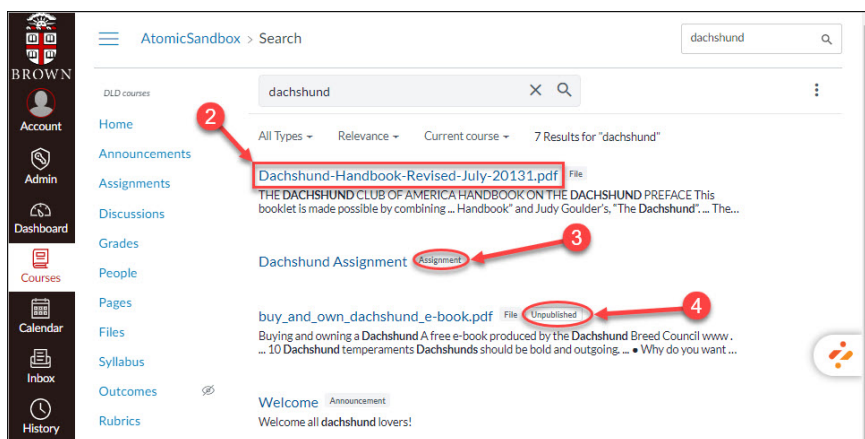 BROWN
Account
Admin
Dashboard
Courses
Calendar
Inbox
History
AtomicSandbox > Search
dachshund
DLD courses
Home
Announcements
Assignments
Discussions
Grades
People
Pages
Files
Syllabus
Outcomes
Rubrics
dachshund
All Types Relevance Current course 7 Results for "dachshund"
2
Dachshund-Handbook-Revised-July-20131.pdf File
THE DACHSHUND CLUB OF AMERICA HANDBOOK ON THE DACHSHUND PREFACE This
booklet is made possible by combining ... Handbook" and Judy Goulder's, "The Dachshund". ... The...
3
Dachshund Assignment Assignment
4
buy_and_own_dachshund_e-book.pdf File Unpublished
Buying and owning a Dachshund A free e-book produced by the Dachshund Breed Council www .
... 10 Dachshund temperaments Dachshunds should be bold and outgoing. ... • Why do you want ...
Welcome Announcement
Welcome all dachshund lovers!